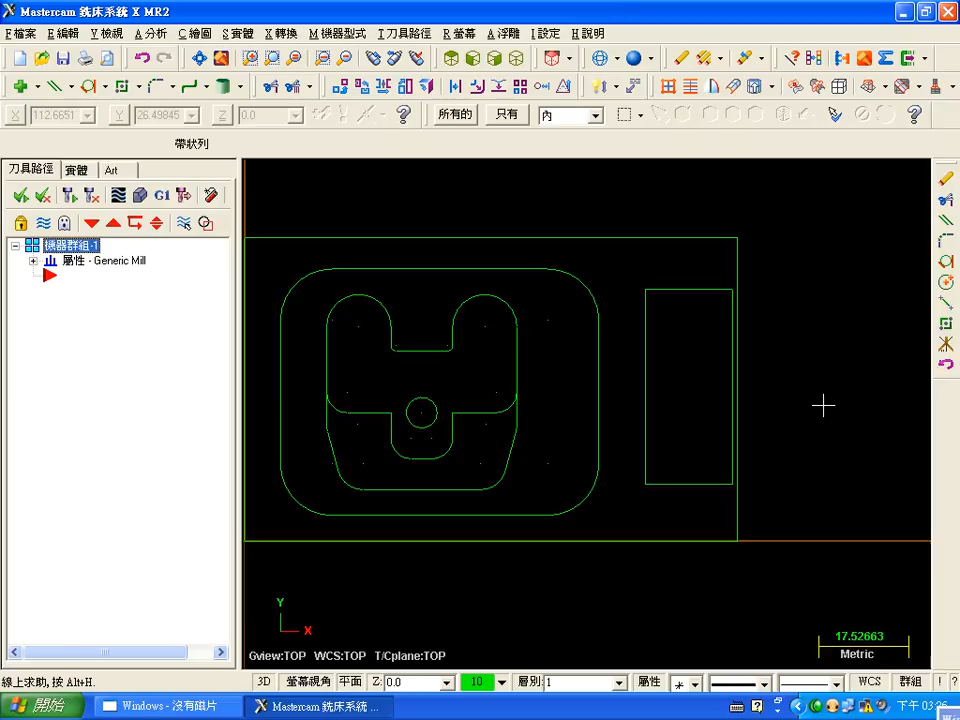 Mastercam 銑床系統 X MR2
F檔案 E編輯 V檢視 A分析 C繪圖 S實體 X轉換 M機器型式 T刀具路徑 R螢幕 A浮雕 I設定 H說明
X 112.6651 Y 26.49845 Z 0.0 所有的 只有 內
帶狀列
刀具路徑 實體 Art
G1
機器群組-1
屬性 - Generic Mill
Y
X
17.52663
Metric
Gview:TOP WCS:TOP T/Cplane:TOP
線上求助,按 Alt+H.
3D 螢幕視角 平面 Z: 0.0 10 層別: 1 屬性 WCS 群組 ! ?
開始 Windows - 沒有磁片 Mastercam 銑床系統 ... 下午 03:26